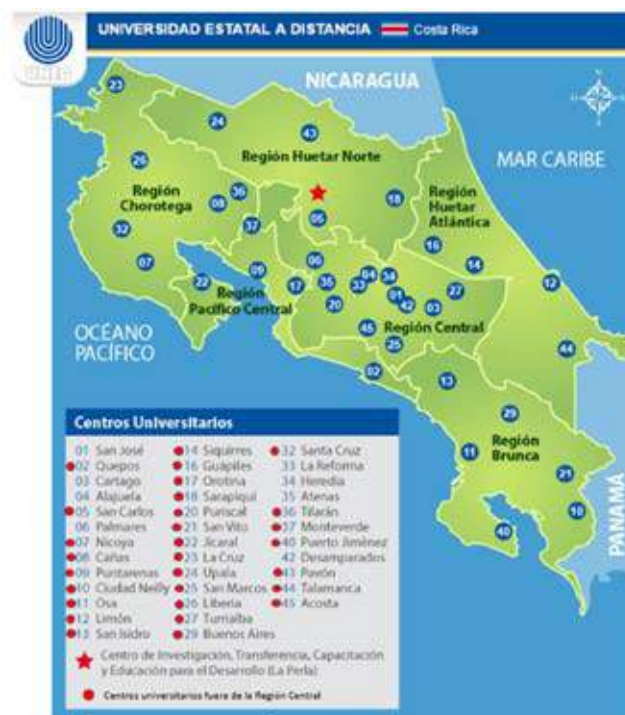 UNED
UNIVERSIDAD ESTATAL A DISTANCIA Costa Rica
NICARAGUA
MAR CARIBE
N
23
24
43
Región Huetar Norte
26
Región
Chorotega
08
36
18
Región
Huetar
Atlántica
05
32
37
16
07
22
09
06
04
34
14
17
35
33
01
27
12
20
42
03
Región
Pacífico Central
45
Región Central
25
OCÉANO
PACÍFICO
02
13
44
29
Región
Brunca
11
21
10
40
PANAMÁ
Centros Universitarios
01 San José
02 Quepos
03 Cartago
04 Alajuela
05 San Carlos
06 Palmares
07 Nicoya
08 Cañas
09 Puntarenas
10 Ciudad Neilly
11 Osa
12 Limón
13 San Isidro
14 Siquirres
16 Guápiles
17 Orotina
18 Sarapiquí
20 Puriscal
21 San Vito
22 Jicaral
23 La Cruz
24 Upala
25 San Marcos
26 Liberia
27 Turrialba
29 Buenos Aires
32 Santa Cruz
33 La Reforma
34 Heredia
35 Atenas
36 Tilarán
37 Monteverde
40 Puerto Jiménez
42 Desamparados
43 Pavón
44 Talamanca
45 Acosta
Centro de Investigación, Transferencia, Capacitación
y Educación para el Desarrollo (La Perla)
Centros universitarios fuera de la Región Central